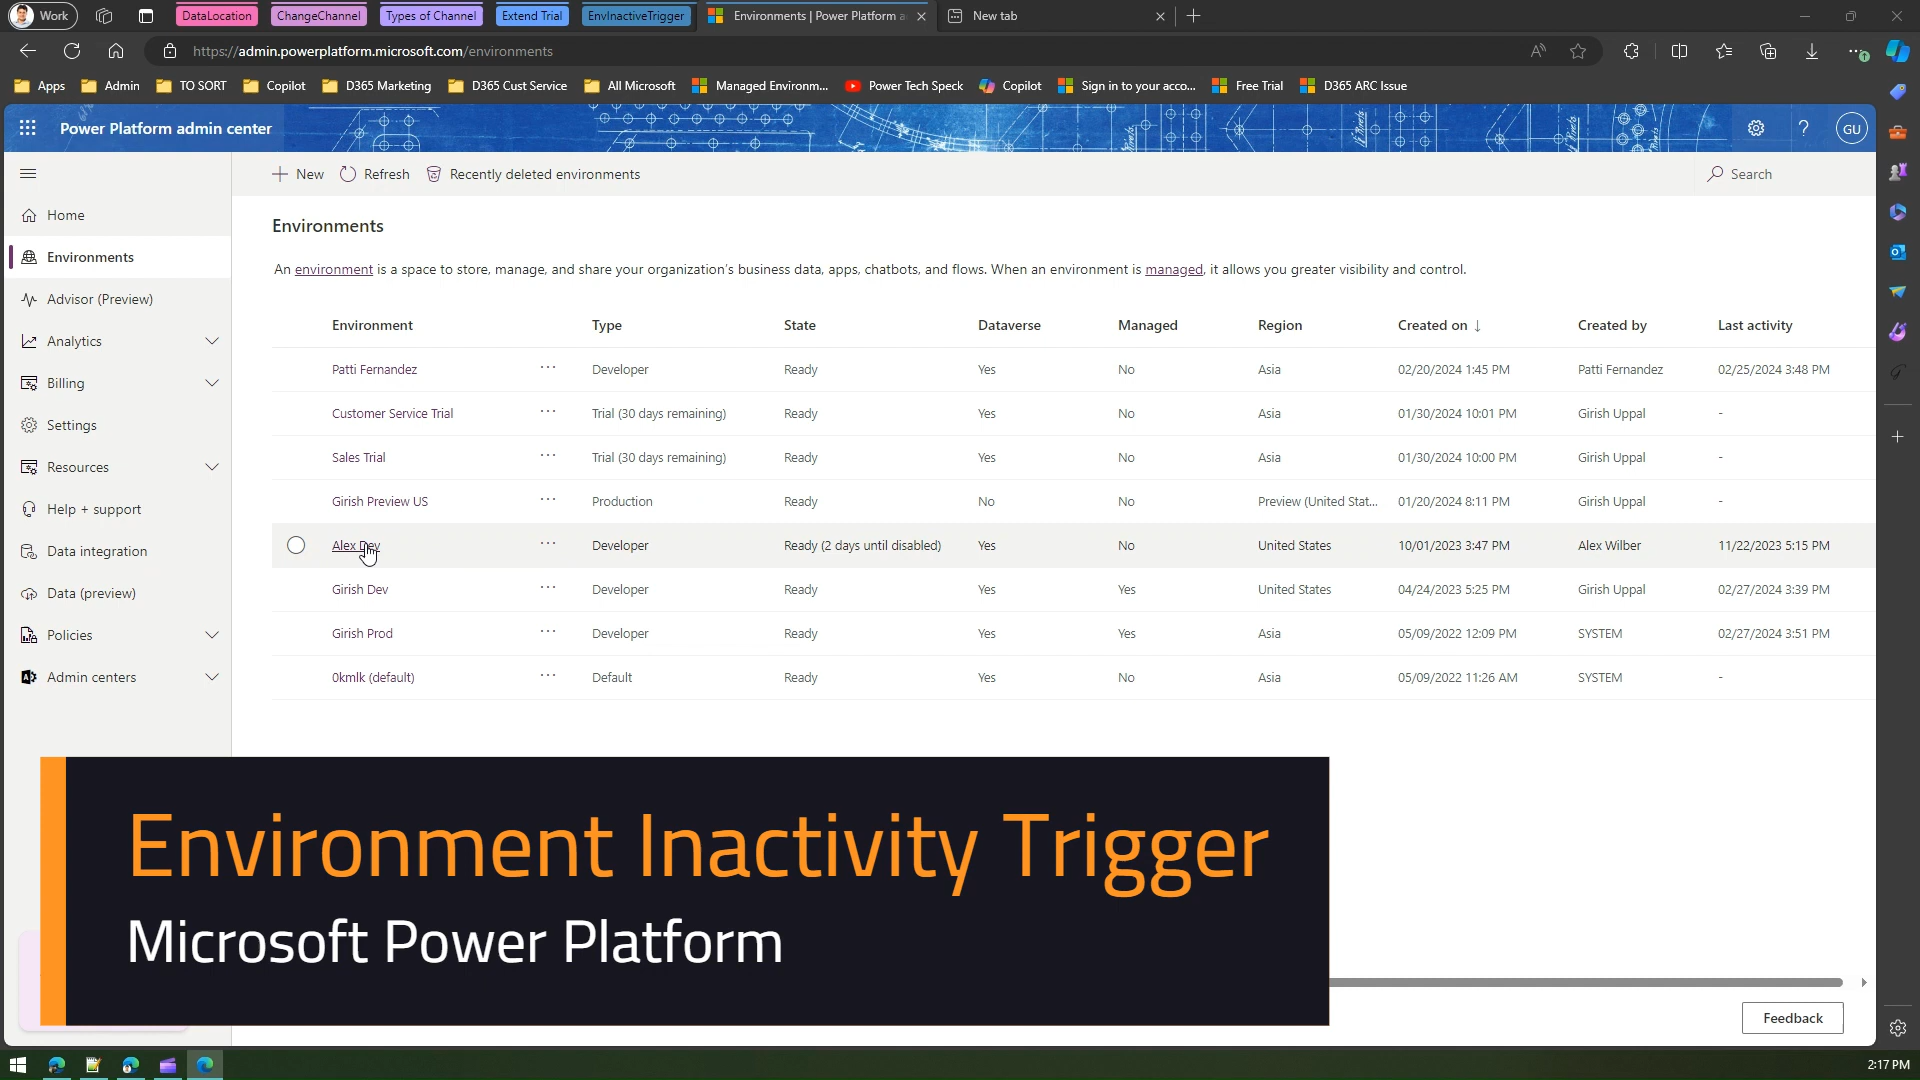 Work
DataLocation
ChangeChannel
Types of Channel
Extend Trial
EnvInactiveTrigger
Environments | Power Platform a
New tab
https://admin.powerplatform.microsoft.com/environments
Apps
Admin
TO SORT
Copilot
D365 Marketing
D365 Cust Service
All Microsoft
Managed Environm...
Power Tech Speck
Copilot
Sign in to your acco...
Free Trial
D365 ARC Issue
Power Platform admin center
GU
New
Refresh
Recently deleted environments
Search
Home
Environments
Advisor (Preview)
Analytics
Billing
Settings
Resources
Help + support
Data integration
Data (preview)
Policies
Admin centers
Environments
An environment is a space to store, manage, and share your organization's business data, apps, chatbots, and flows. When an environment is managed, it allows you greater visibility and control.
Environment Type State Dataverse Managed Region Created on ↓ Created by Last activity
Patti Fernandez ... Developer Ready Yes No Asia 02/20/2024 1:45 PM Patti Fernandez 02/25/2024 3:48 PM
Customer Service Trial ... Trial (30 days remaining) Ready Yes No Asia 01/30/2024 10:01 PM Girish Uppal -
Sales Trial ... Trial (30 days remaining) Ready Yes No Asia 01/30/2024 10:00 PM Girish Uppal -
Girish Preview US ... Production Ready No No Preview (United Stat... 01/20/2024 8:11 PM Girish Uppal -
Alex Dev ... Developer Ready (2 days until disabled) Yes No United States 10/01/2023 3:47 PM Alex Wilber 11/22/2023 5:15 PM
Girish Dev ... Developer Ready Yes Yes United States 04/24/2023 5:25 PM Girish Uppal 02/27/2024 3:39 PM
Girish Prod ... Developer Ready Yes Yes Asia 05/09/2022 12:09 PM SYSTEM 02/27/2024 3:51 PM
0kmlk (default) ... Default Ready Yes No Asia 05/09/2022 11:26 AM SYSTEM -
Environment Inactivity Trigger
Microsoft Power Platform
Feedback
2:17 PM